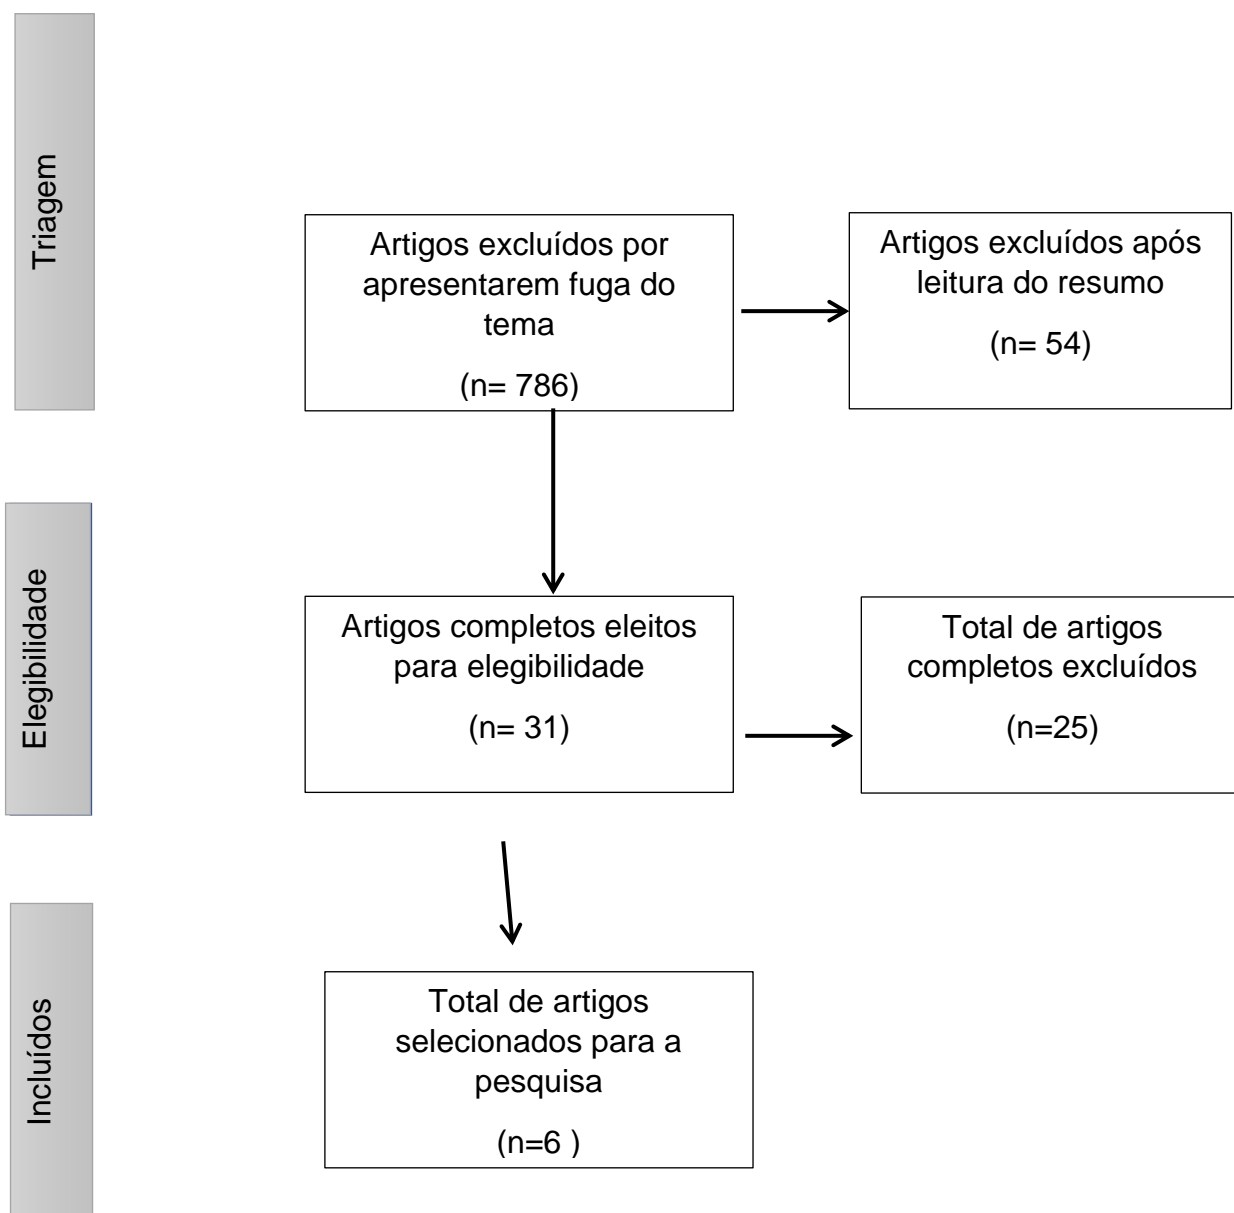 Triagem
Artigos excluídos por
apresentarem fuga do
tema
(n= 786)
Artigos excluídos após
leitura do resumo
(n= 54)
Elegibilidade
Artigos completos eleitos
para elegibilidade
(n= 31)
Total de artigos
completos excluídos
(n=25)
Incluídos
Total de artigos
selecionados para a
pesquisa
(n=6 )